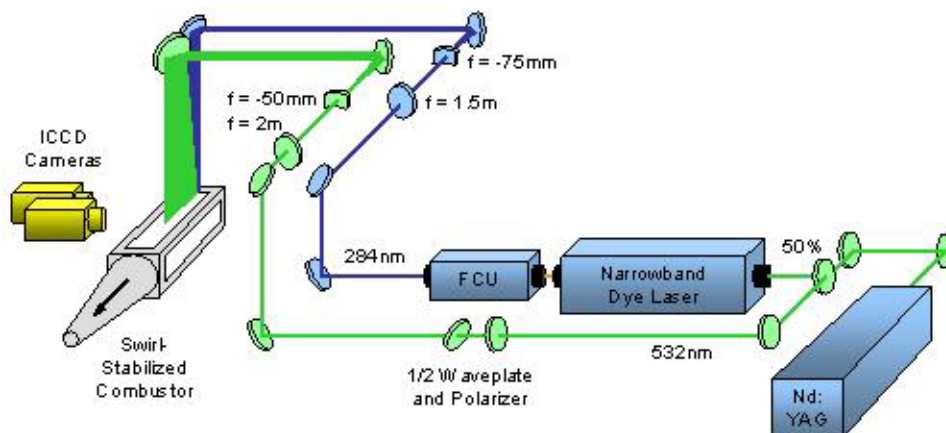 f = -75mm
f = -50mm
f = 1.5m
f = 2m
ICCD
Cameras
284nm
50%
FCU
Narrowband
Dye Laser
532nm
Swirl-
Stabilized
Combustor
1/2 Waveplate
and Polarizer
Nd:
YAG